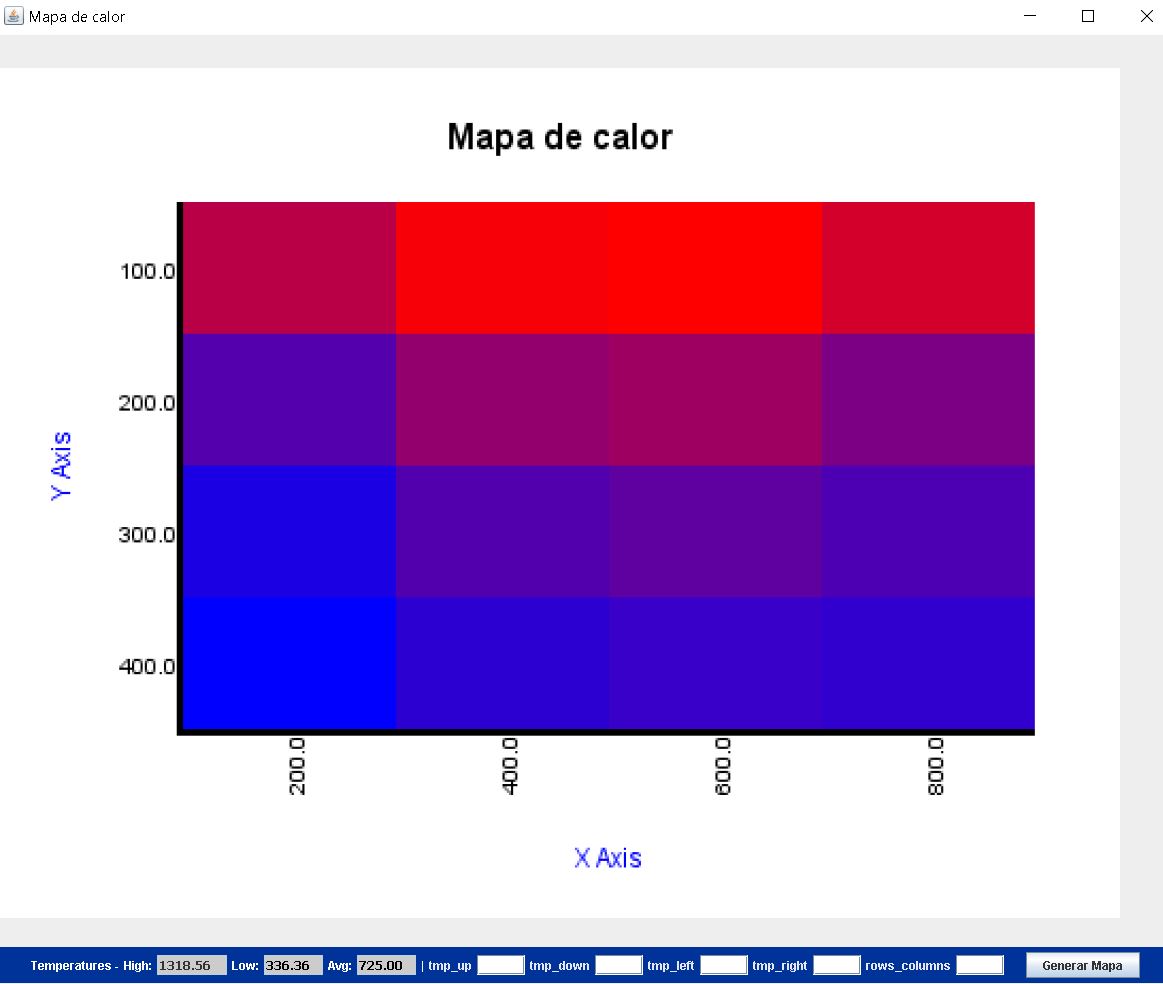 Mapa de calor
Mapa de calor
100.0
200.0
300.0
400.0
Y Axis
200.0
400.0
600.0
800.0
X Axis
Temperatures - High: 1318.56 Low: 336.36 Avg: 725.00 | tmp_up tmp_down tmp_left tmp_right rows_columns Generar Mapa